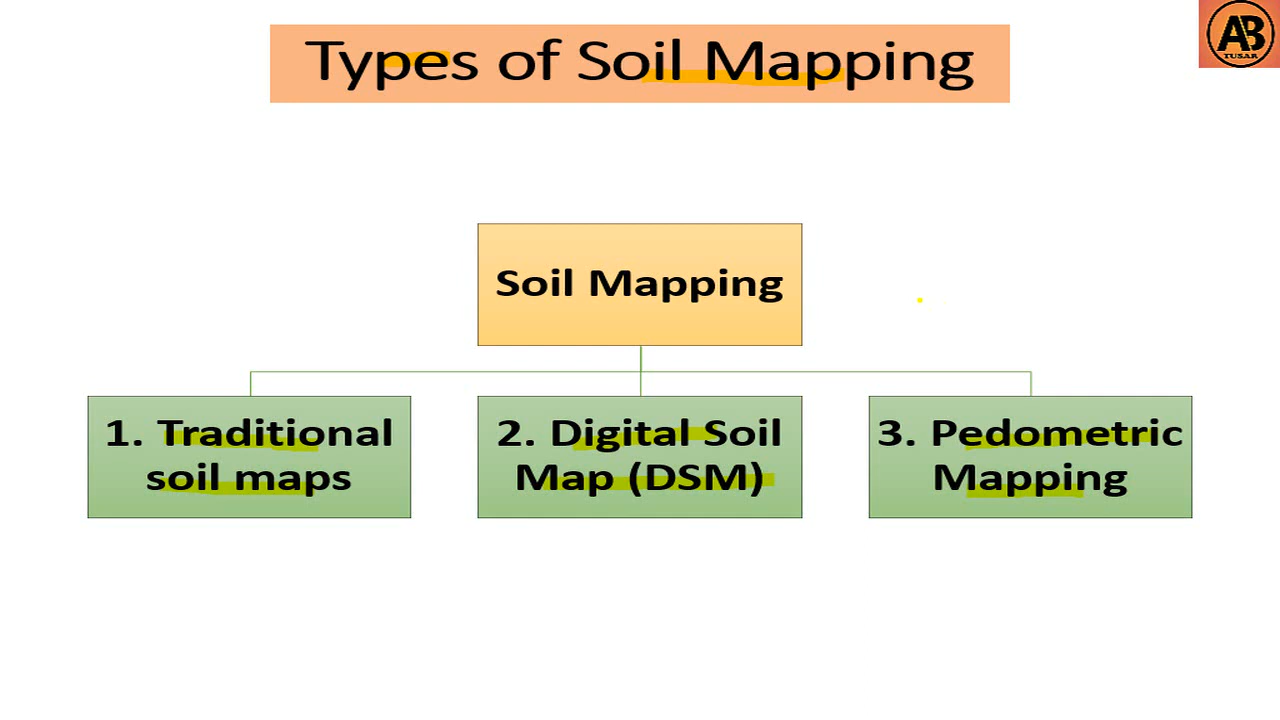 Types of Soil Mapping
AB
TUSAR
Soil Mapping
1. Traditional
soil maps
2. Digital Soil
Map (DSM)
3. Pedometric
Mapping